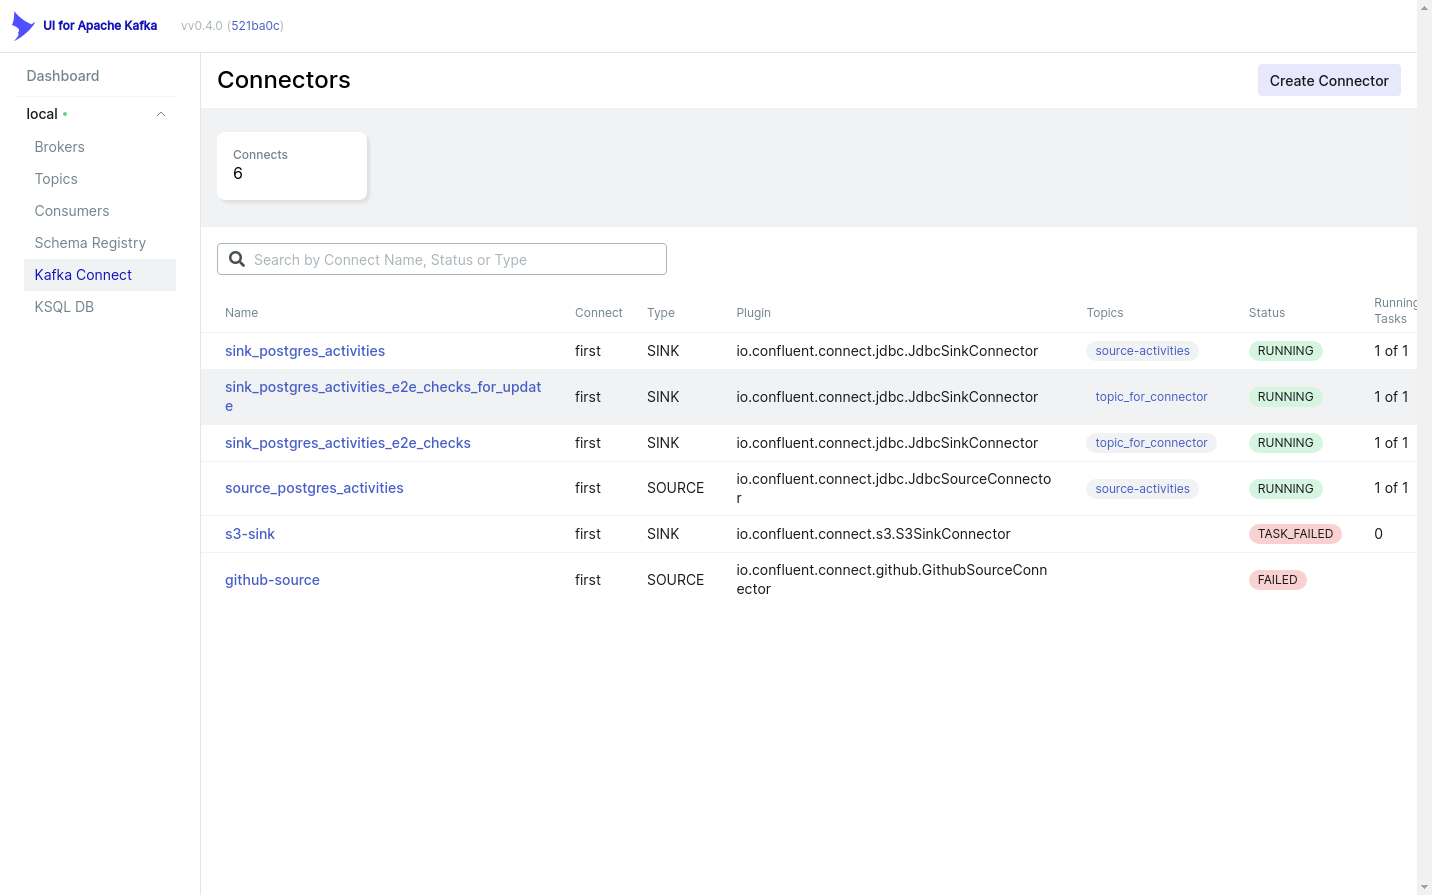 UI for Apache Kafka vv0.4.0 (521ba0c)
Dashboard
local
Brokers
Topics
Consumers
Schema Registry
Kafka Connect
KSQL DB
Connectors
Create Connector
Connects
6
Search by Connect Name, Status or Type
Name Connect Type Plugin Topics Status Running
Tasks
sink_postgres_activities first SINK io.confluent.connect.jdbc.JdbcSinkConnector source-activities RUNNING 1 of 1
sink_postgres_activities_e2e_checks_for_updat
e first SINK io.confluent.connect.jdbc.JdbcSinkConnector topic_for_connector RUNNING 1 of 1
sink_postgres_activities_e2e_checks first SINK io.confluent.connect.jdbc.JdbcSinkConnector topic_for_connector RUNNING 1 of 1
source_postgres_activities first SOURCE io.confluent.connect.jdbc.JdbcSourceConnecto
r source-activities RUNNING 1 of 1
s3-sink first SINK io.confluent.connect.s3.S3SinkConnector TASK_FAILED 0
github-source first SOURCE io.confluent.connect.github.GithubSourceConn
ector FAILED